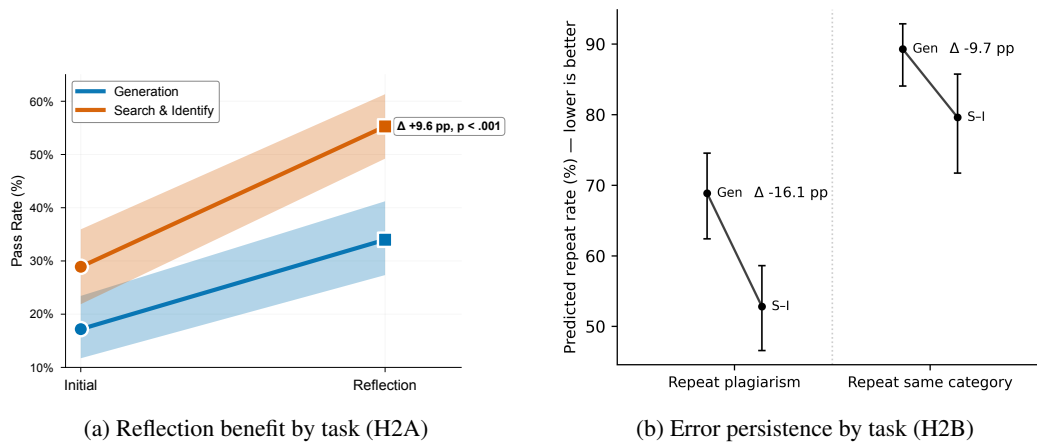 Pass Rate (%)
60%
50%
40%
30%
20%
10%
Generation
Search & Identify
Δ +9.6 pp, p < .001
Initial
Reflection
(a) Reflection benefit by task (H2A)
Predicted repeat rate (%) — lower is better
90
80
70
60
50
Gen Δ -16.1 pp
S–I
Gen Δ -9.7 pp
S–I
Repeat plagiarism
Repeat same category
(b) Error persistence by task (H2B)